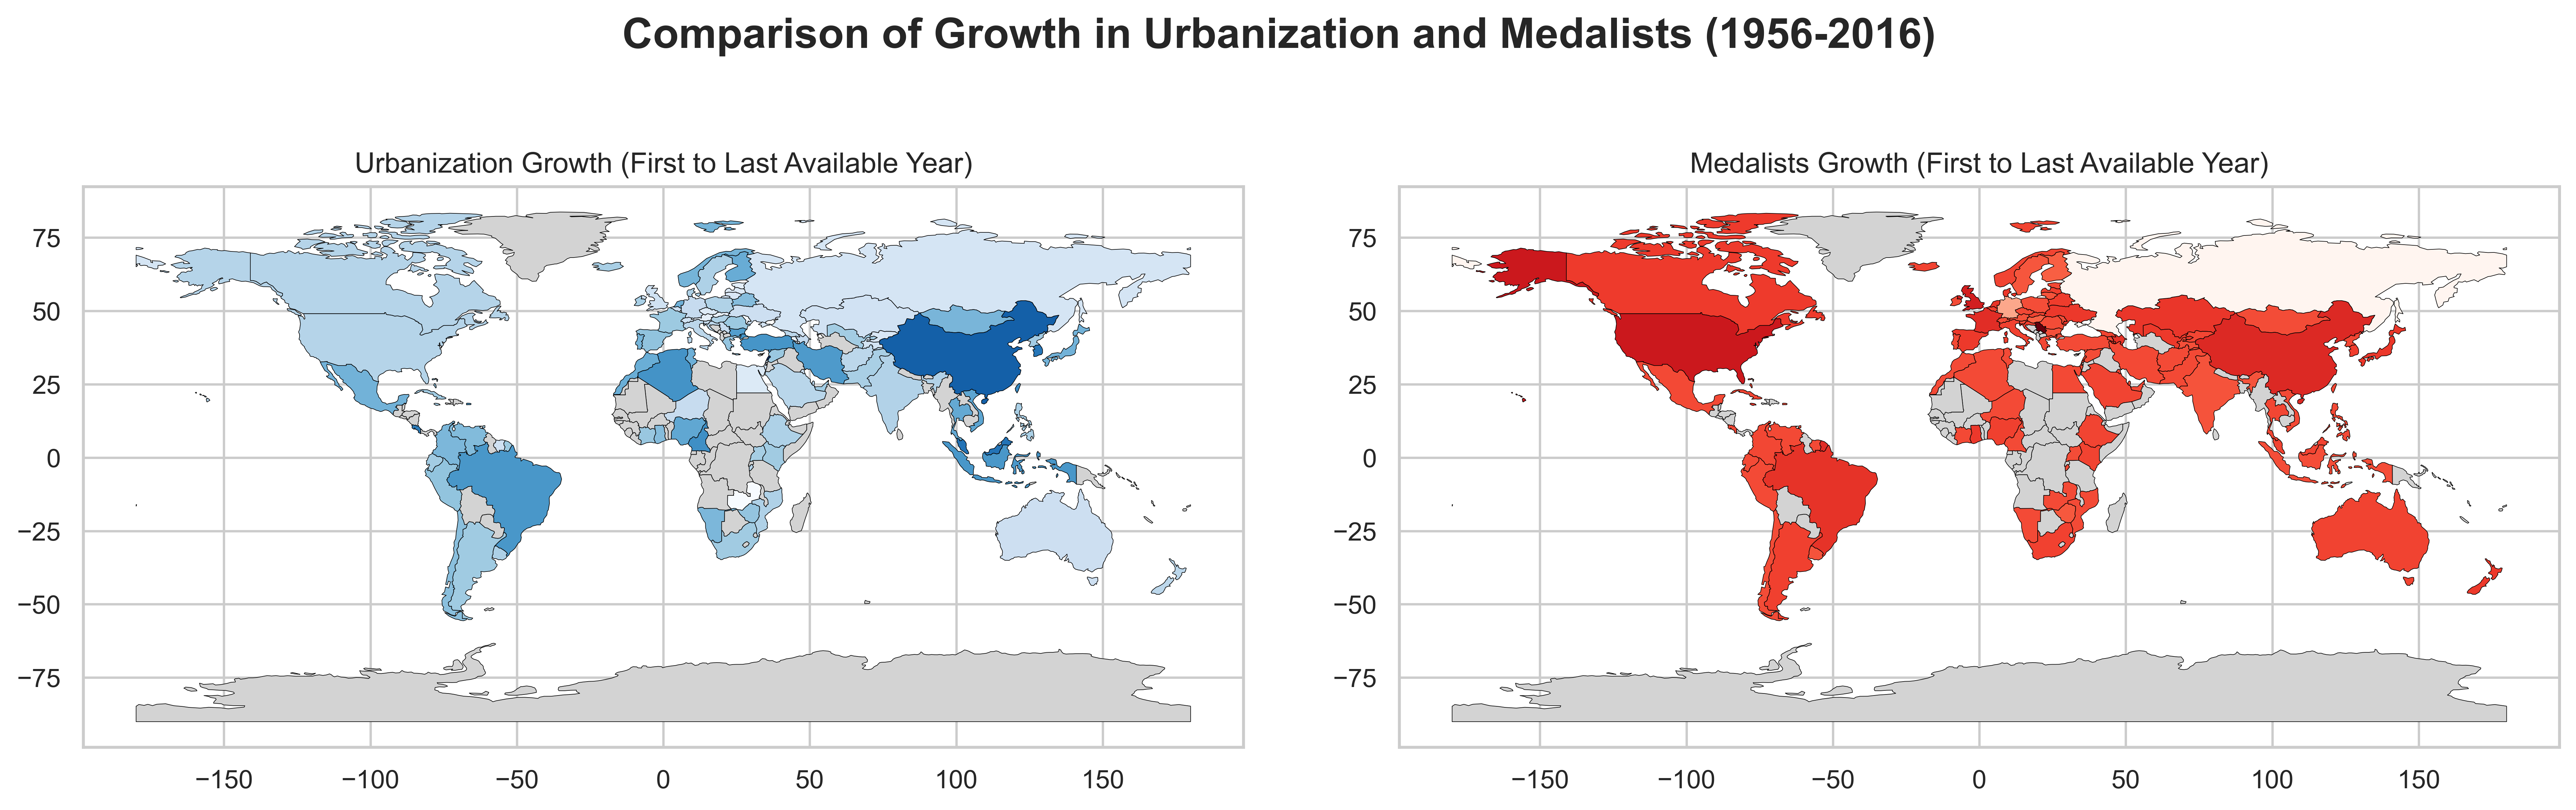 Comparison of Growth in Urbanization and Medalists (1956-2016)
Urbanization Growth (First to Last Available Year)
75
50
25
0
−25
−50
−75
−150 −100 −50 0 50 100 150
Medalists Growth (First to Last Available Year)
75
50
25
0
−25
−50
−75
−150 −100 −50 0 50 100 150